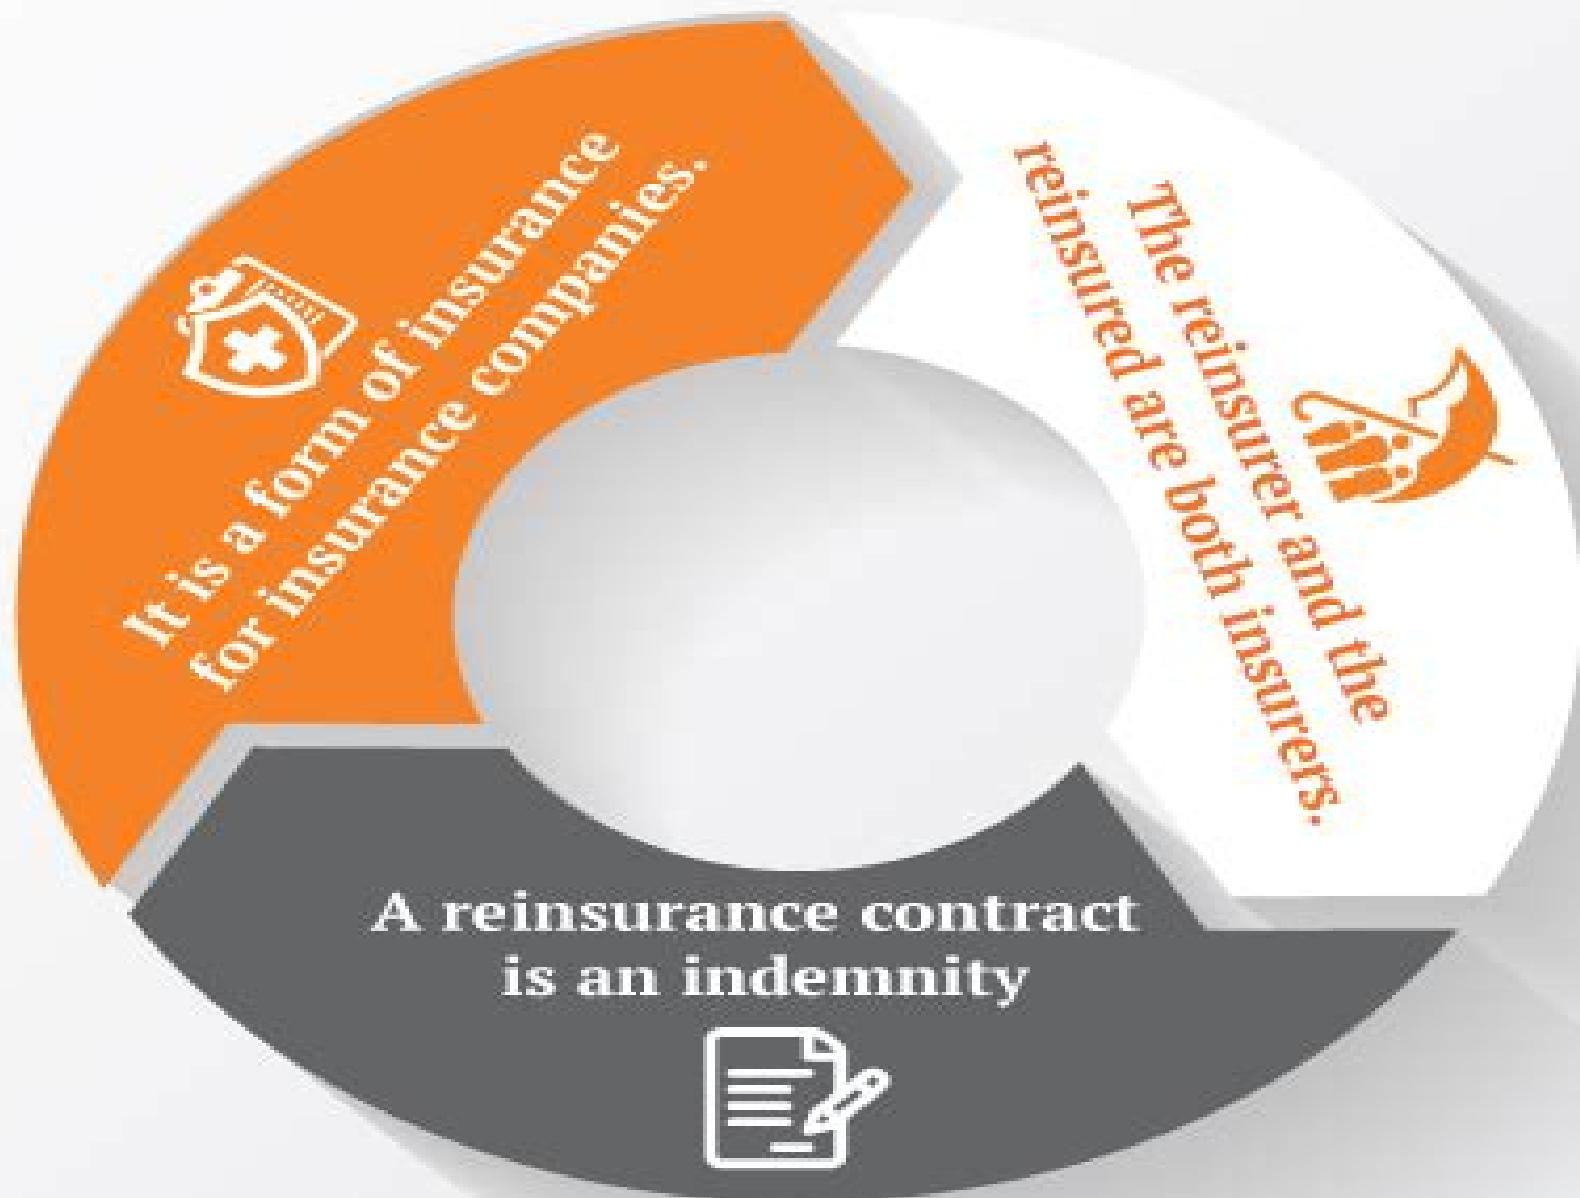 It is a form of insurance
for insurance companies.
The reinsurer and the
reinsured are both insurers.
A reinsurance contract
is an indemnity